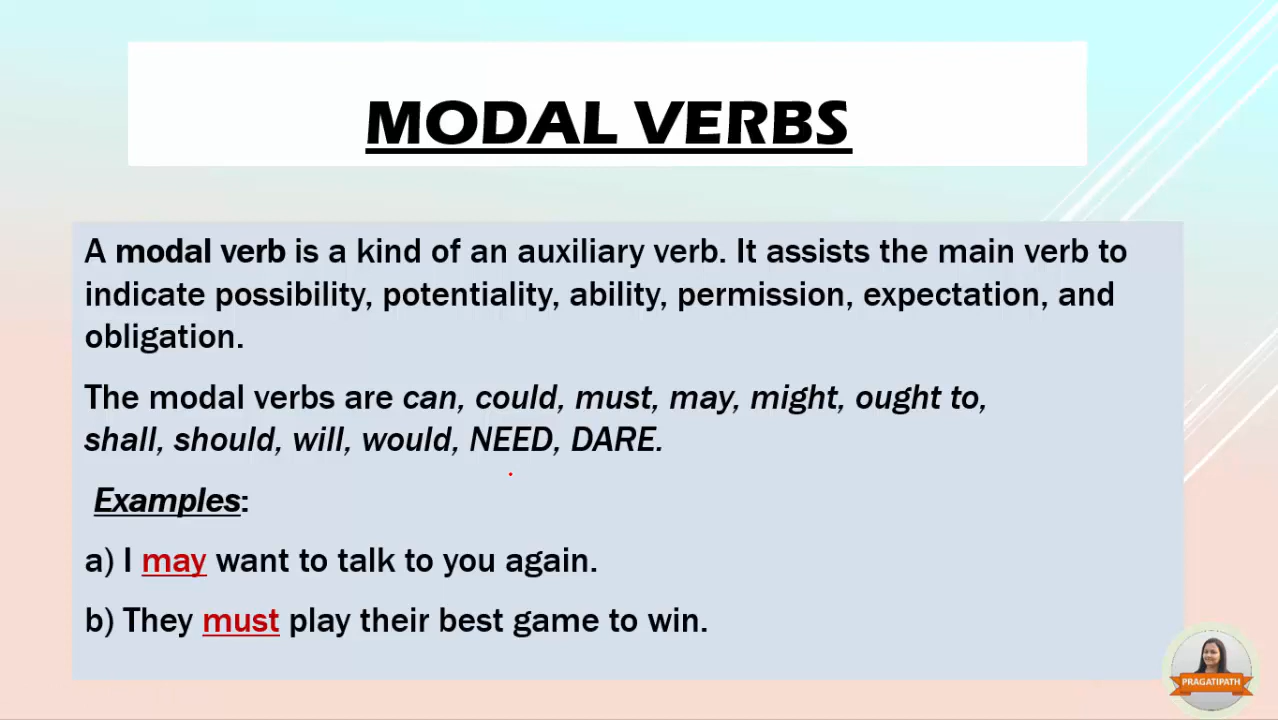 MODAL VERBS
A modal verb is a kind of an auxiliary verb. It assists the main verb to
indicate possibility, potentiality, ability, permission, expectation, and
obligation.
The modal verbs are can, could, must, may, might, ought to,
shall, should, will, would, NEED, DARE.
Examples:
a) I may want to talk to you again.
b) They must play their best game to win.
PRAGATIPATH